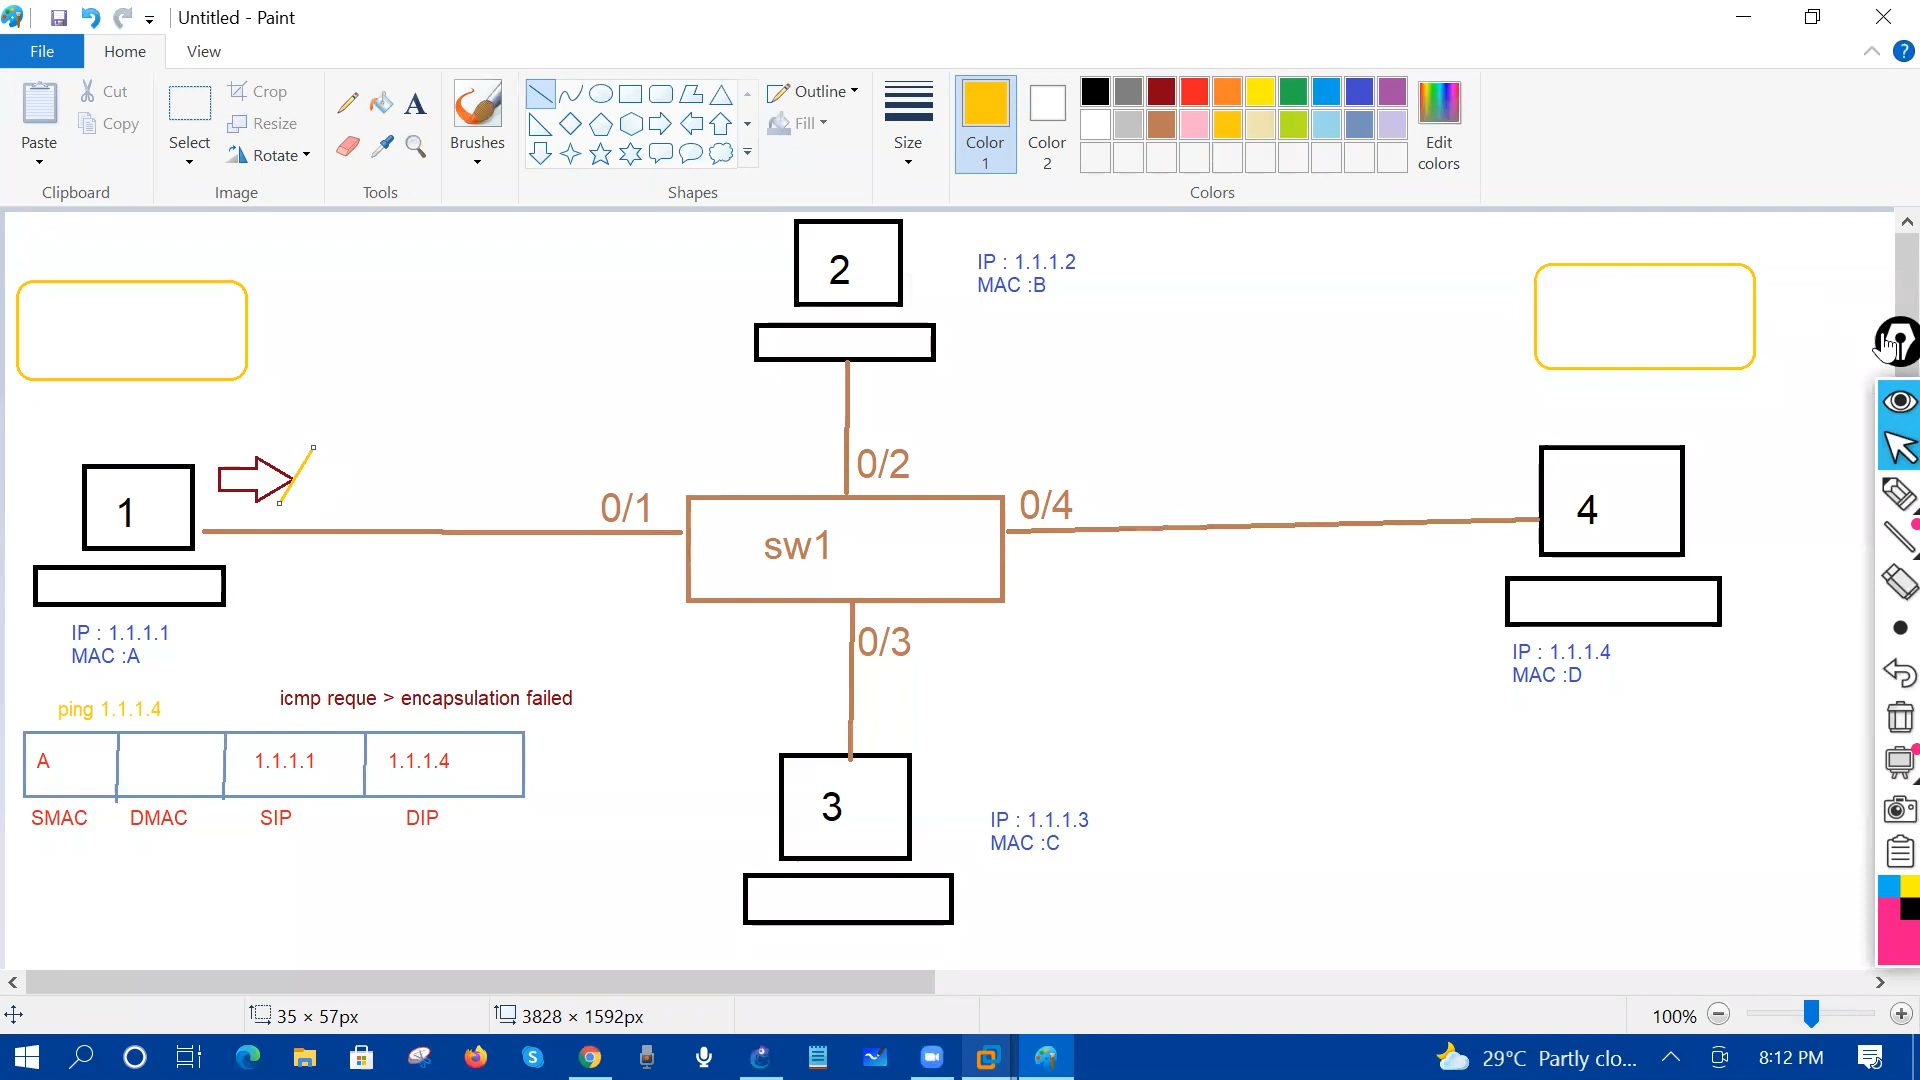 Untitled - Paint
File
Home
View
Paste
Cut
Copy
Clipboard
Select
Crop
Resize
Rotate
Image
Tools
Brushes
Shapes
Outline
Fill
Size
Color 1
Color 2
Edit colors
Colors
2
IP : 1.1.1.2
MAC :B
1
0/1
0/2
0/4
sw1
4
0/3
IP : 1.1.1.1
MAC :A
IP : 1.1.1.4
MAC :D
ping 1.1.1.4
icmp reque > encapsulation failed
A
1.1.1.1
1.1.1.4
SMAC
DMAC
SIP
DIP
3
IP : 1.1.1.3
MAC :C
35 × 57px
3828 × 1592px
100%
29°C Partly clo...
8:12 PM